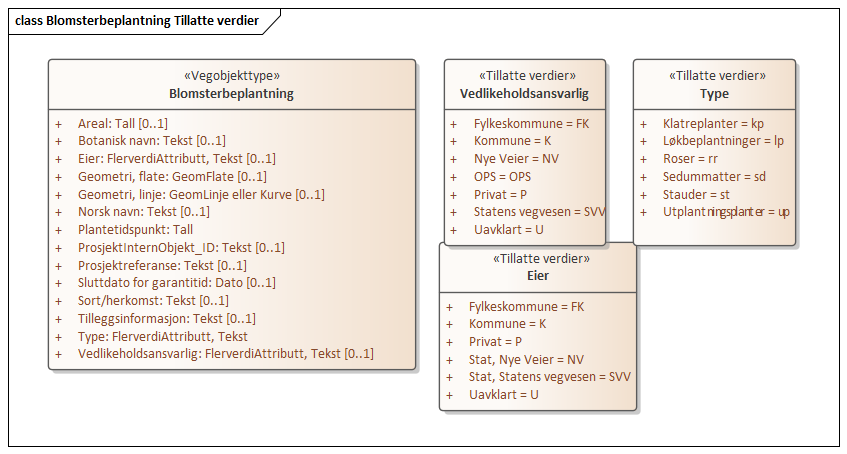 class Blomsterbeplantning Tillatte verdier
«Vegobjekttype»
Blomsterbeplantning
+ Areal: Tall [0..1]
+ Botanisk navn: Tekst [0..1]
+ Eier: FlerverdiAttributt, Tekst [0..1]
+ Geometri, flate: GeomFlate [0..1]
+ Geometri, linje: GeomLinje eller Kurve [0..1]
+ Norsk navn: Tekst [0..1]
+ Plantetidspunkt: Tall
+ ProsjektInternObjekt_ID: Tekst [0..1]
+ Prosjektreferanse: Tekst [0..1]
+ Sluttdato for garantitid: Dato [0..1]
+ Sort/herkomst: Tekst [0..1]
+ Tilleggsinformasjon: Tekst [0..1]
+ Type: FlerverdiAttributt, Tekst
+ Vedlikeholdsansvarlig: FlerverdiAttributt, Tekst [0..1]
«Tillatte verdier»
Vedlikeholdsansvarlig
+ Fylkeskommune = FK
+ Kommune = K
+ Nye Veier = NV
+ OPS = OPS
+ Privat = P
+ Statens vegvesen = SVV
+ Uavklart = U
«Tillatte verdier»
Type
+ Klatreplanter = kp
+ Løkbeplantninger = lp
+ Roser = rr
+ Sedummatter = sd
+ Stauder = st
+ Utplantningsplanter = up
«Tillatte verdier»
Eier
+ Fylkeskommune = FK
+ Kommune = K
+ Privat = P
+ Stat, Nye Veier = NV
+ Stat, Statens vegvesen = SVV
+ Uavklart = U